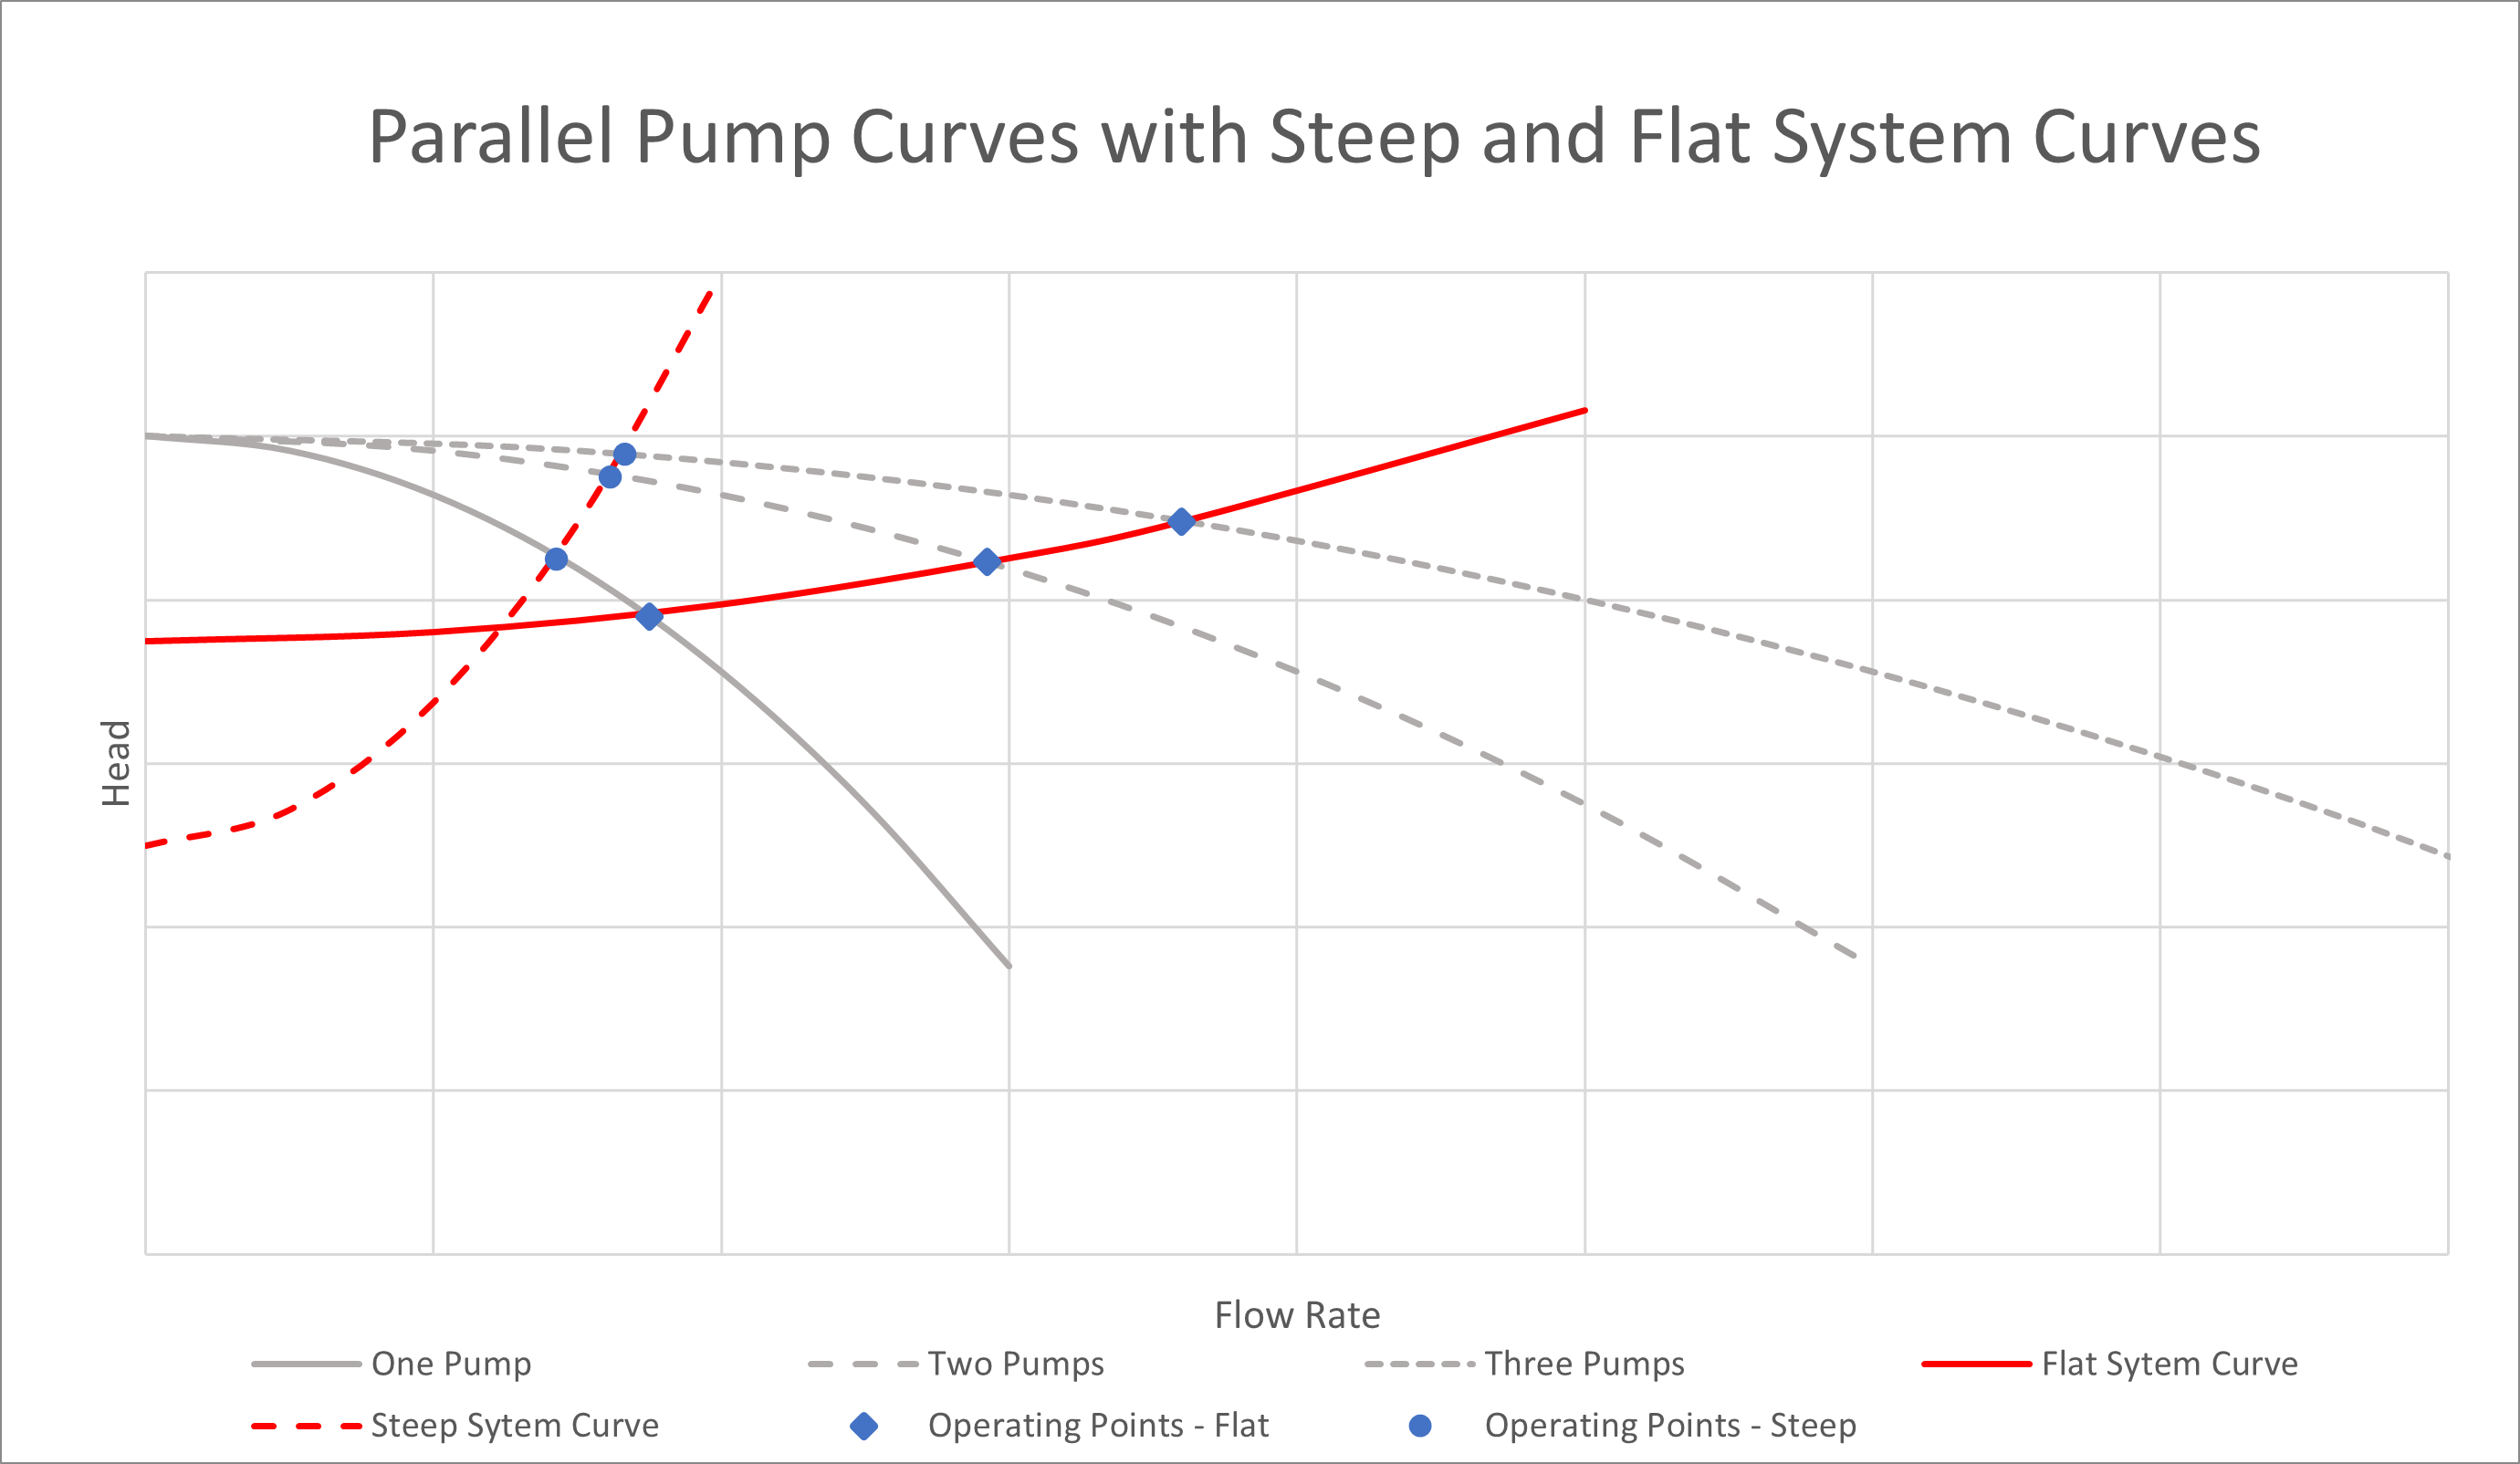 Parallel Pump Curves with Steep and Flat System Curves
Head
Flow Rate
One Pump
Two Pumps
Three Pumps
Flat Sytem Curve
Steep Sytem Curve
Operating Points - Flat
Operating Points - Steep